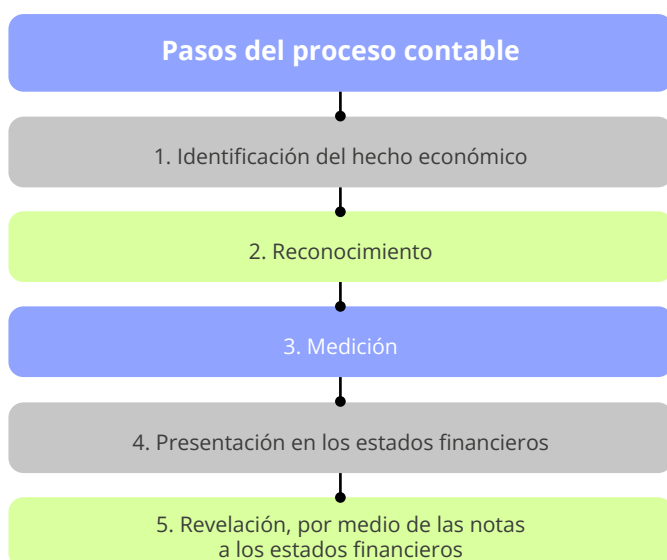 Pasos del proceso contable
1. Identificación del hecho económico
2. Reconocimiento
3. Medición
4. Presentación en los estados financieros
5. Revelación, por medio de las notas
a los estados financieros